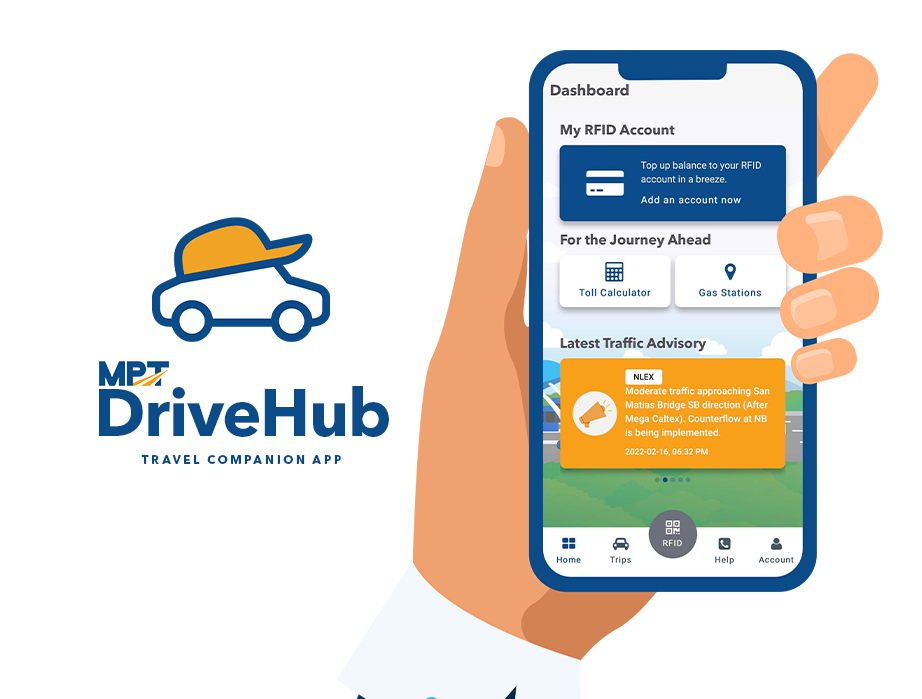 MPT
DriveHub
TRAVEL COMPANION APP
Dashboard
My RFID Account
Top up balance to your RFID
account in a breeze.
Add an account now
For the Journey Ahead
Toll Calculator
Gas Stations
Latest Traffic Advisory
NLEX
Moderate traffic approaching San
Matias Bridge SB direction (After
Mega Caltex). Counterflow at NB
is being implemented.
2022-02-16, 06:32 PM
RFID
Home
Trips
Help
Account